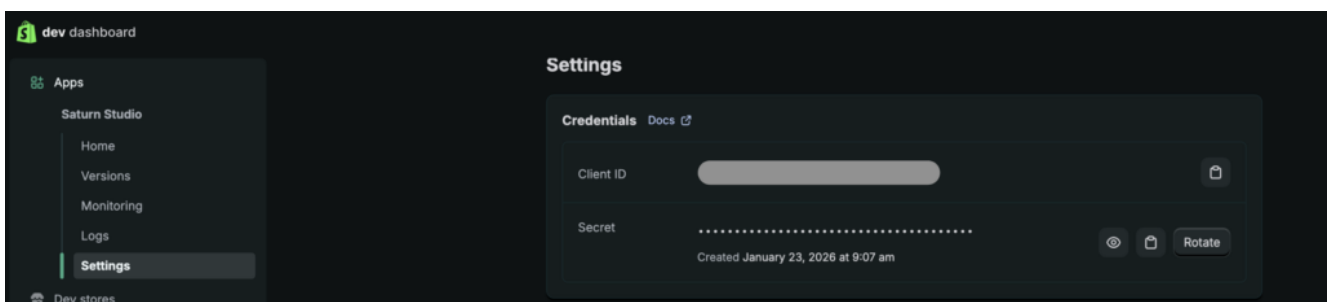 dev dashboard
Apps
Saturn Studio
Home
Versions
Monitoring
Logs
Settings
Dev stores
Settings
Credentials Docs
Client ID
Secret ••••••••••••••••••••••••••••••••••••••
Created January 23, 2026 at 9:07 am
Rotate